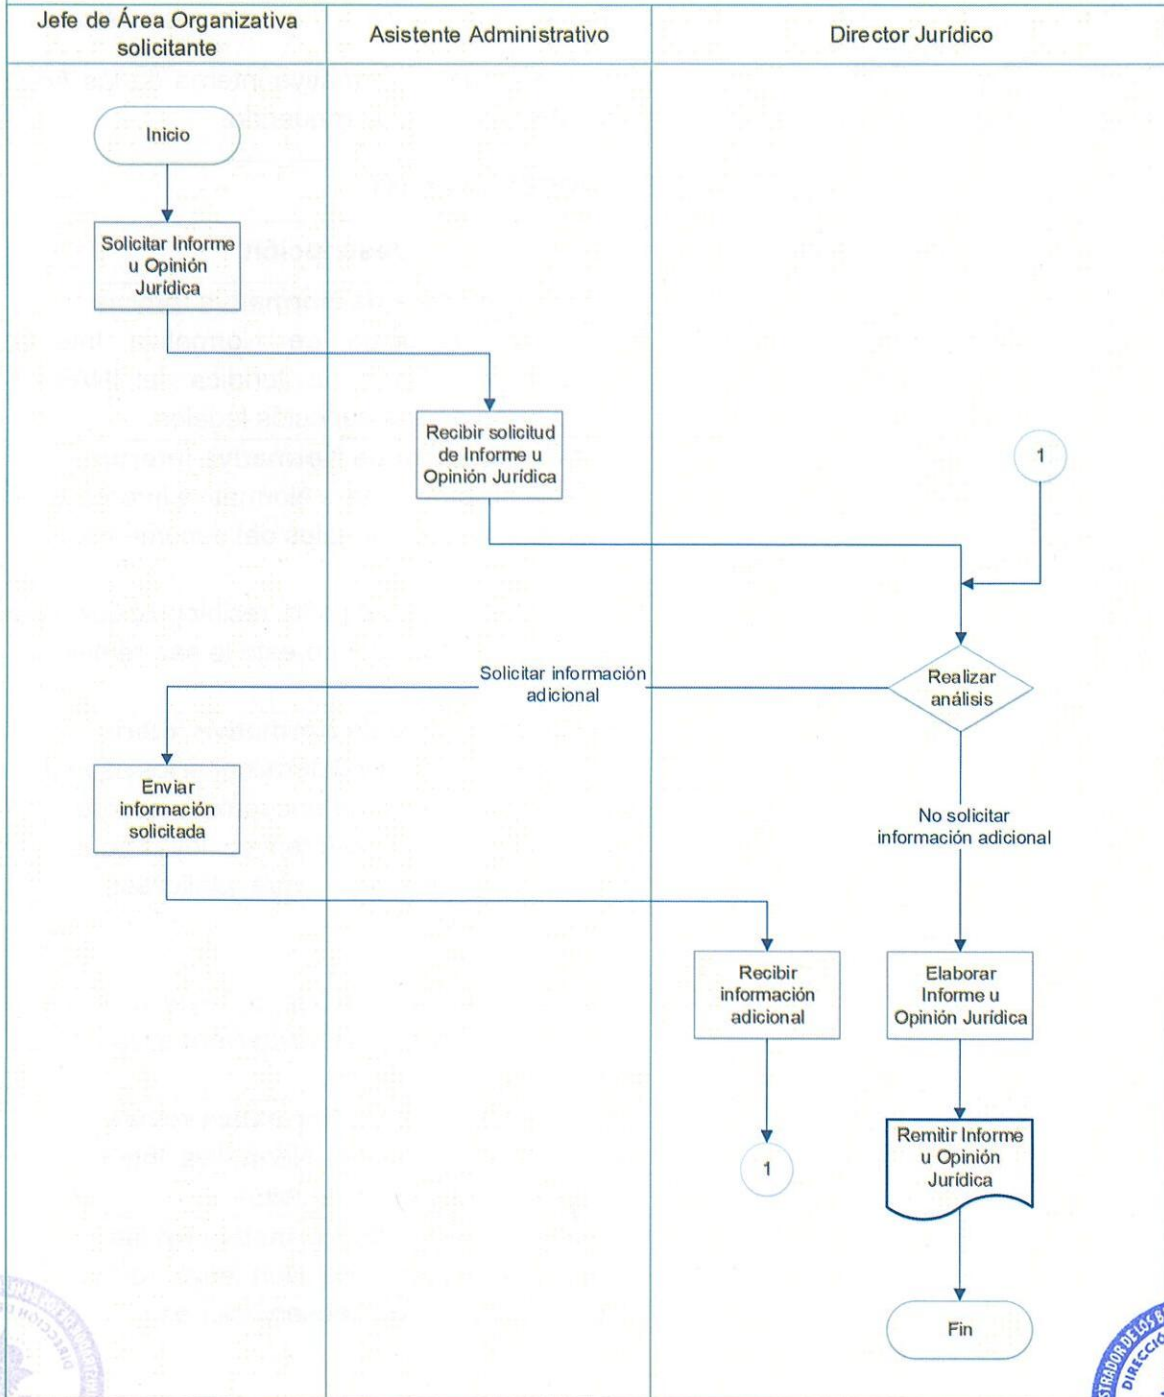 Jefe de Área Organizativa
solicitante
Asistente Administrativo
Director Jurídico
Inicio
Solicitar Informe
u Opinión
Jurídica
Recibir solicitud
de Informe u
Opinión Jurídica
1
Realizar
análisis
Solicitar información
adicional
Enviar
información
solicitada
No solicitar
información adicional
Recibir
información
adicional
Elaborar
Informe u
Opinión Jurídica
1
Remitir Informe
u Opinión
Jurídica
Fin